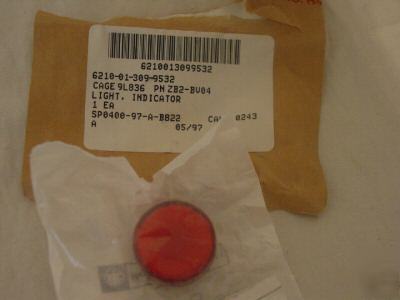 6210013099532
6210-01-309-9532
CAGE 9L836 PN ZB2-BV04
LIGHT, INDICATOR
1 EA
SP0400-97-A-B822 0243
A 05/97